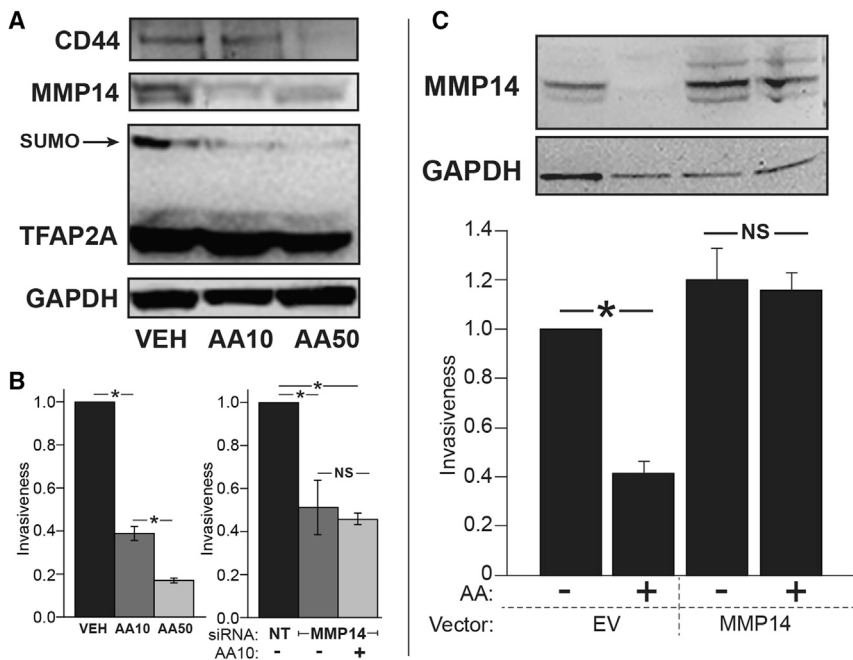 A
CD44
MMP14
SUMO
TFAP2A
GAPDH
VEH AA10 AA50
B
Invasiveness
1.0
0.8
0.6
0.4
0.2
0.0
*
*
VEH AA10 AA50
Invasiveness
1.0
0.8
0.6
0.4
0.2
0.0
*
*
NS
siRNA: NT MMP14
AA10: - - +
C
MMP14
GAPDH
Invasiveness
1.4
1.2
1.0
0.8
0.6
0.4
0.2
0
*
NS
AA: - + - +
Vector: EV MMP14